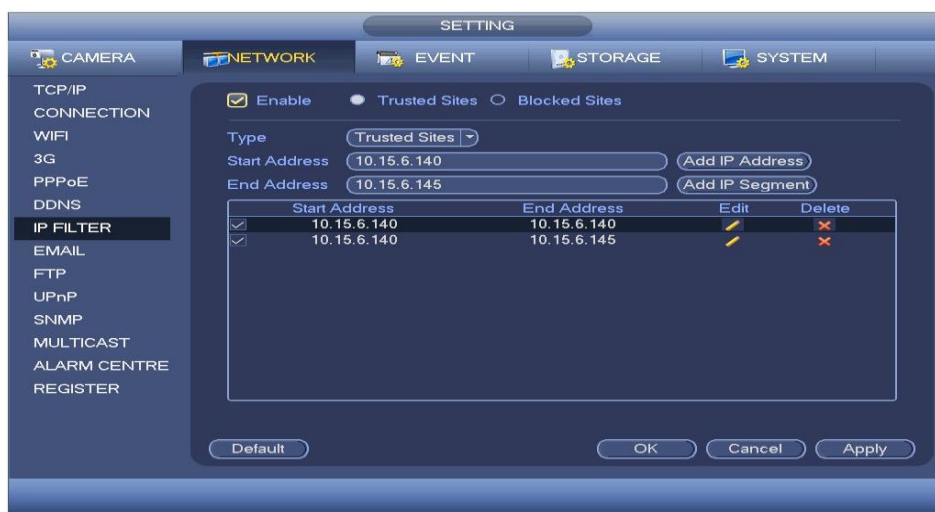 SETTING
CAMERA NETWORK EVENT STORAGE SYSTEM
TCP/IP
CONNECTION
WIFI
3G
PPPoE
DDNS
IP FILTER
EMAIL
FTP
UPnP
SNMP
MULTICAST
ALARM CENTRE
REGISTER
Enable Trusted Sites Blocked Sites
Type Trusted Sites
Start Address 10.15.6.140 Add IP Address
End Address 10.15.6.145 Add IP Segment
Start Address End Address Edit Delete
10.15.6.140 10.15.6.140
10.15.6.140 10.15.6.145
Default OK Cancel Apply